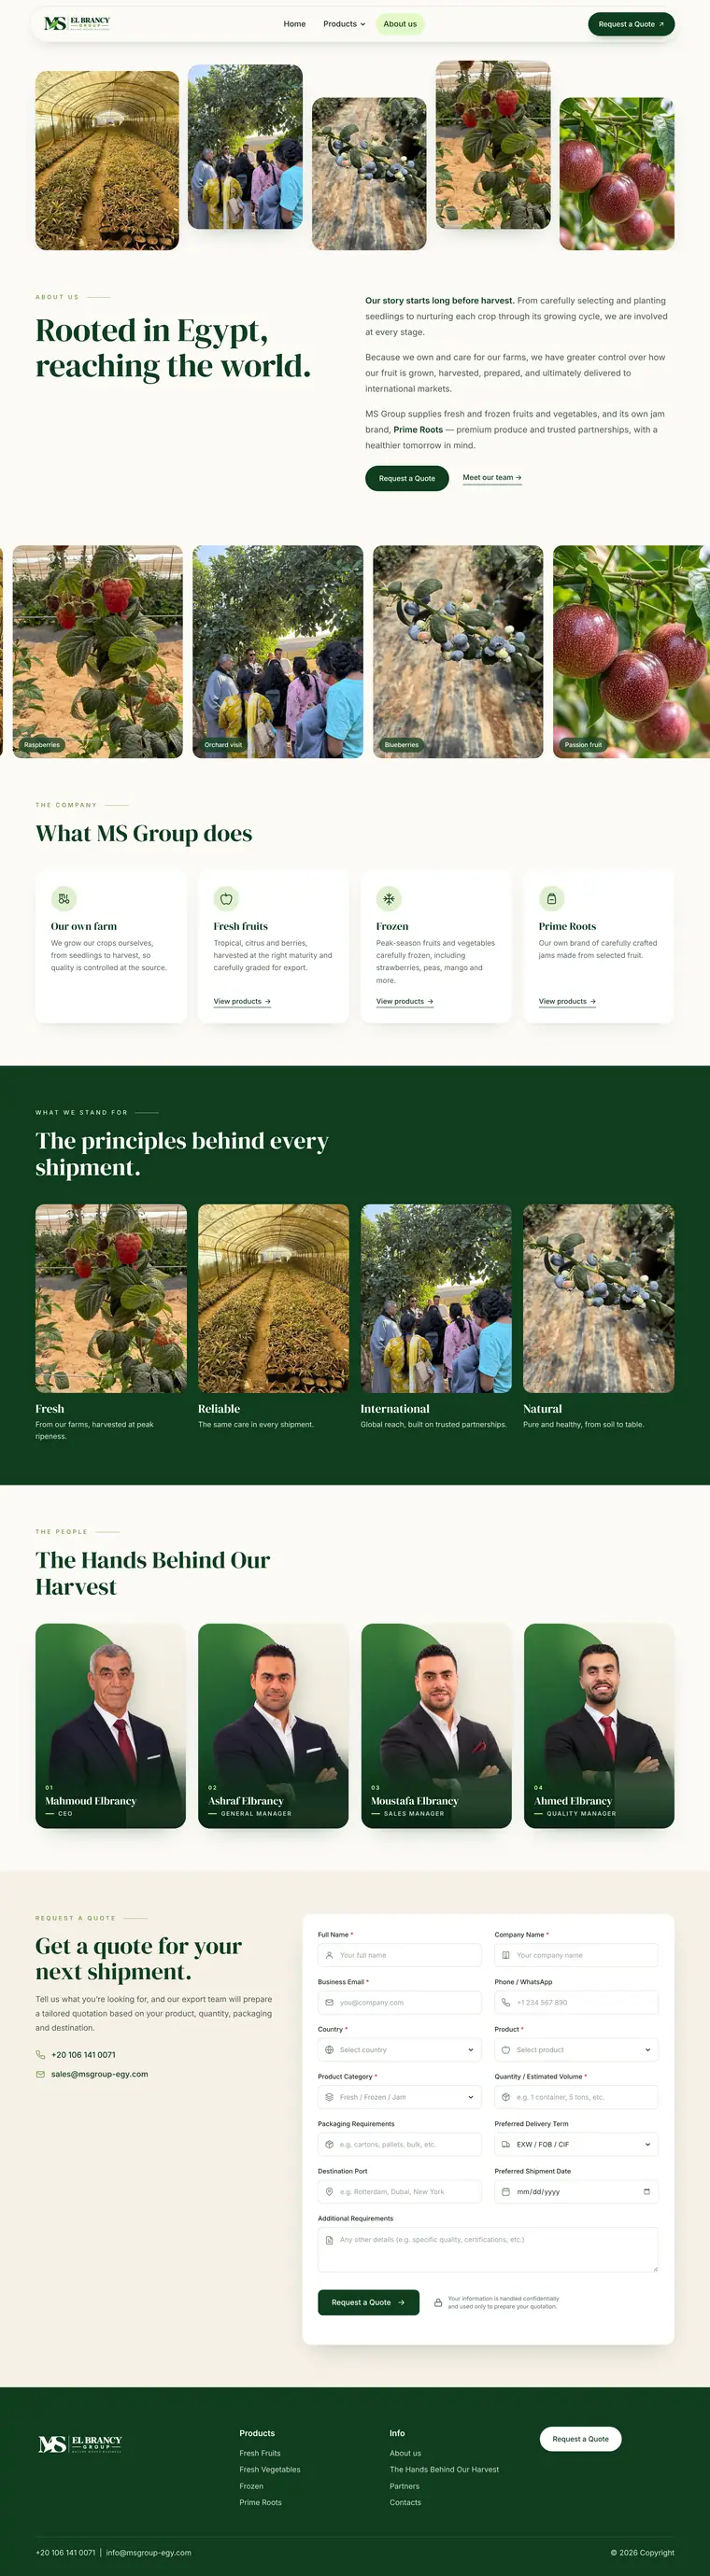 MS EL BRANCY
GROUP
Home
Products
About us
Request a Quote
ABOUT US
Rooted in Egypt,
reaching the world.
Our story starts long before harvest. From carefully selecting and planting
seedlings to nurturing each crop through its growing cycle, we are involved
at every stage.
Because we own and care for our farms, we have greater control over how
our fruit is grown, harvested, prepared, and ultimately delivered to
international markets.
MS Group supplies fresh and frozen fruits and vegetables, and its own jam
brand, Prime Roots — premium produce and trusted partnerships, with a
healthier tomorrow in mind.
Request a Quote
Meet our team →
Raspberries
Orchard visit
Blueberries
Passion fruit
THE COMPANY
What MS Group does
Our own farm
We grow our crops ourselves,
from seedlings to harvest, so
quality is controlled at the source.
Fresh fruits
Tropical, citrus and berries,
harvested at the right maturity and
carefully graded for export.
View products →
Frozen
Peak-season fruits and vegetables
carefully frozen, including
strawberries, peas, mango and
more.
View products →
Prime Roots
Our own brand of carefully crafted
jams made from selected fruit.
View products →
WHAT WE STAND FOR
The principles behind every
shipment.
Fresh
From our farms, harvested at peak
ripeness.
Reliable
The same care in every shipment.
International
Global reach, built on trusted partnerships.
Natural
Pure and healthy, from soil to table.
THE PEOPLE
The Hands Behind Our
Harvest
01
Mahmoud Elbrancy
CEO
02
Ashraf Elbrancy
GENERAL MANAGER
03
Moustafa Elbrancy
SALES MANAGER
04
Ahmed Elbrancy
QUALITY MANAGER
REQUEST A QUOTE
Get a quote for your
next shipment.
Tell us what you're looking for, and our export team will prepare
a tailored quotation based on your product, quantity, packaging
and destination.
+20 106 141 0071
sales@msgroup-egy.com
Full Name *
Your full name
Company Name *
Your company name
Business Email *
you@company.com
Phone / WhatsApp
+1 234 567 890
Country *
Select country
Product *
Select product
Product Category *
Fresh / Frozen / Jam
Quantity / Estimated Volume *
e.g. 1 container, 5 tons, etc.
Packaging Requirements
e.g. cartons, pallets, bulk, etc.
Preferred Delivery Term
EXW / FOB / CIF
Destination Port
e.g. Rotterdam, Dubai, New York
Preferred Shipment Date
mm/dd/yyyy
Additional Requirements
Any other details (e.g. specific quality, certifications, etc.)
Request a Quote →
Your information is handled confidentially
and used only to prepare your quotation.
MS EL BRANCY
GROUP
Products
Fresh Fruits
Fresh Vegetables
Frozen
Prime Roots
Info
About us
The Hands Behind Our Harvest
Partners
Contacts
Request a Quote
+20 106 141 0071 | info@msgroup-egy.com
© 2026 Copyright